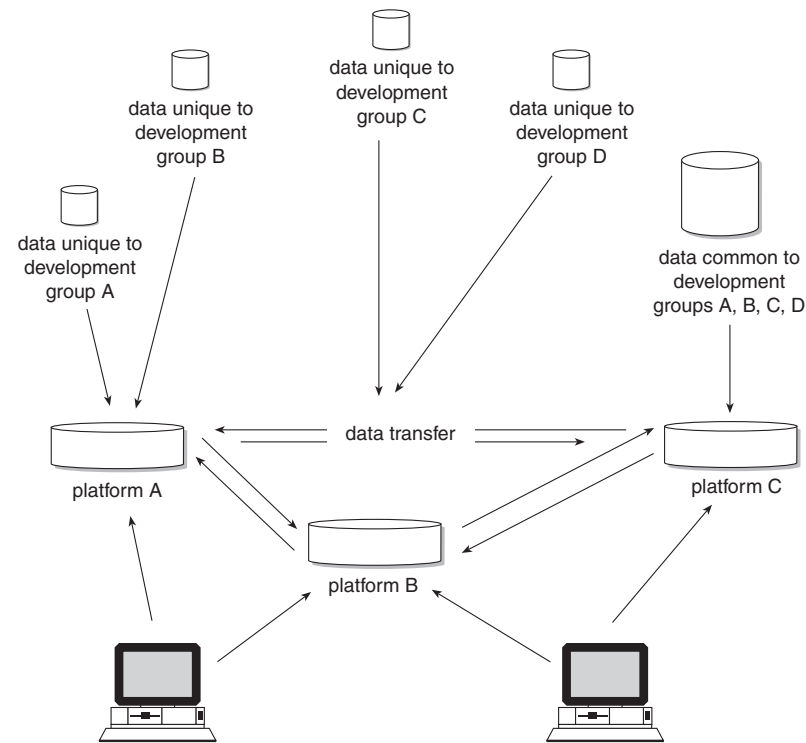 data unique to
development
group C
data unique to
development
group B
data unique to
development
group D
data unique to
development
group A
data common to
development
groups A, B, C, D
data transfer
platform A
platform C
platform B